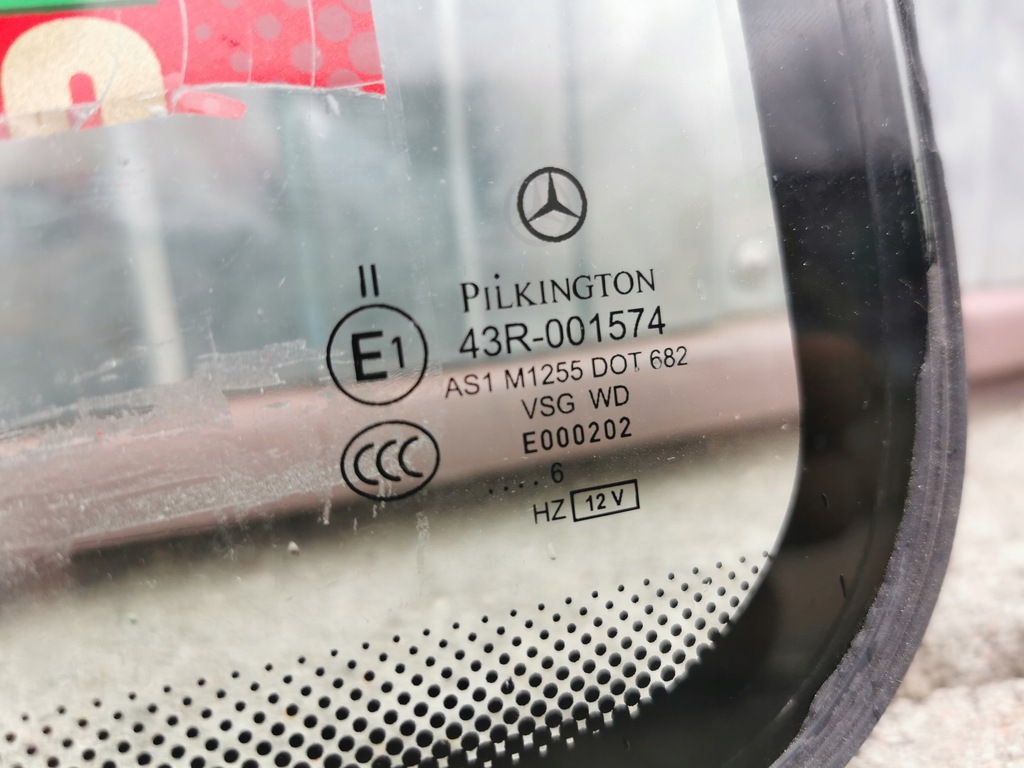 PiLKINGTON
II
E1
43R-001574
AS1 M1255 DOT 682
VSG WD
E000202
CCC
....6
HZ 12 V